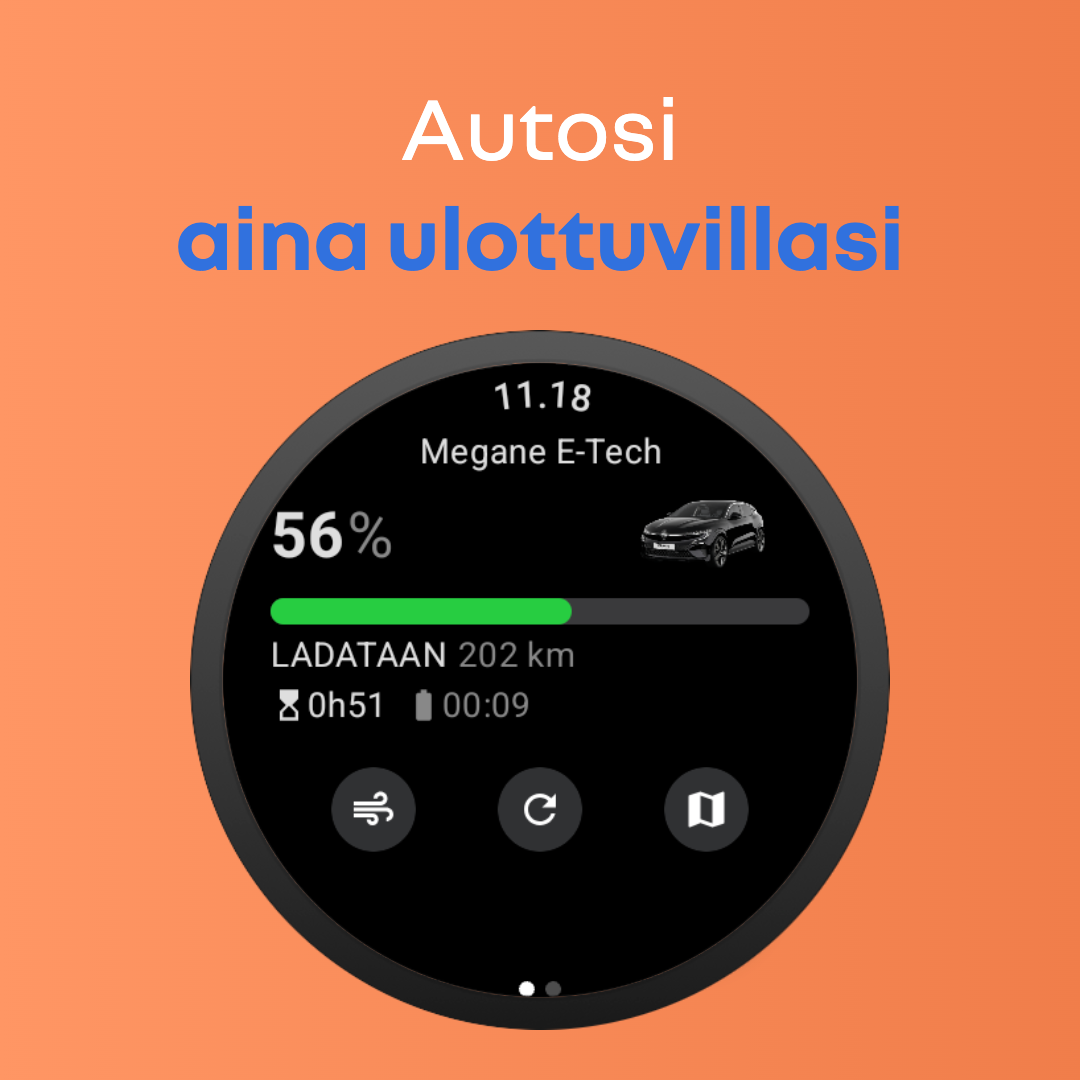 Autosi
aina ulottuvillasi
11.18
Megane E-Tech
56%
LADATAAN 202 km
0h51 00:09